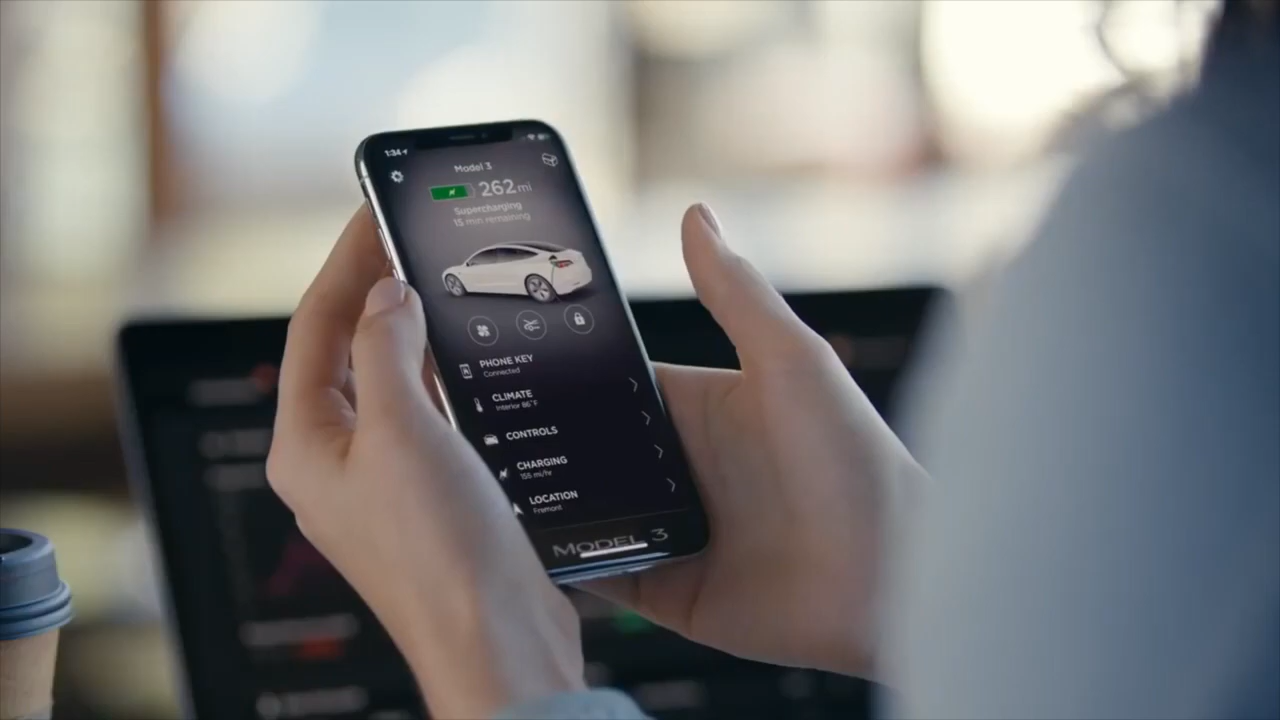 1:34
Model 3
262 mi
Supercharging
15 min remaining
PHONE KEY
Connected
CLIMATE
Interior 86°F
CONTROLS
CHARGING
155 mi/hr
LOCATION
Fremont
MODEL 3